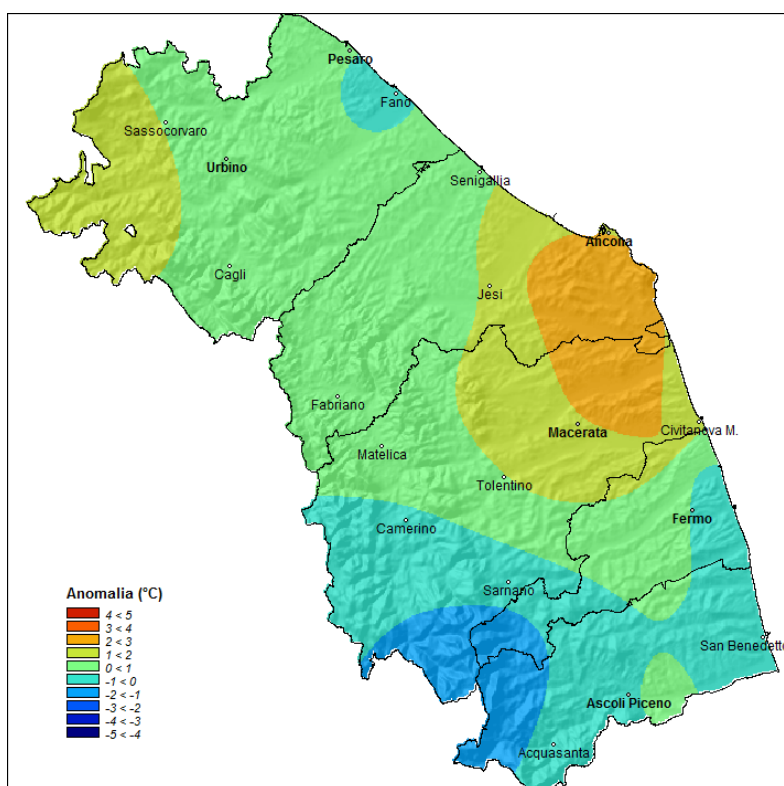 Pesaro
Fano
Sassocorvaro
Urbino
Senigallia
Ancona
Cagli
Jesi
Fabriano
Macerata
Civitanova M.
Matelica
Tolentino
Camerino
Fermo
Sarnano
San Benedetto
Ascoli Piceno
Acquasanta
Anomalia (°C)
4 < 5
3 < 4
2 < 3
1 < 2
0 < 1
-1 < 0
-2 < -1
-3 < -2
-4 < -3
-5 < -4